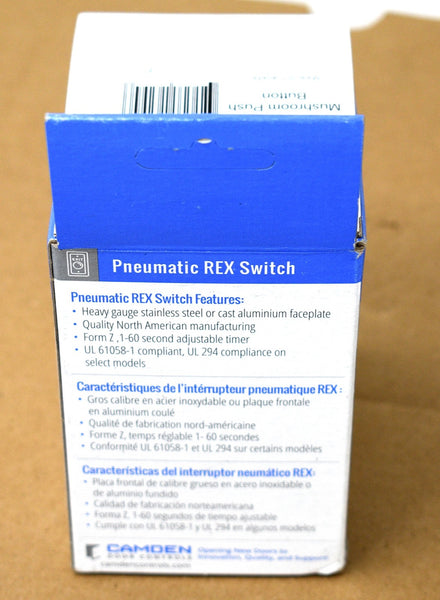 Mushroom Push
Button
Pneumatic REX Switch
Pneumatic REX Switch Features:
• Heavy gauge stainless steel or cast aluminium faceplate
• Quality North American manufacturing
• Form Z ,1-60 second adjustable timer
• UL 61058-1 compliant, UL 294 compliance on
select models
Caractéristiques de l'intérrupteur pneumatique REX :
• Gros calibre en acier inoxydable ou plaque frontale
en aluminium coulé
• Qualité de fabrication nord-américaine
• Forme Z, temps réglable 1- 60 secondes
• Conformité UL 61058-1 et UL 294 sur certains modèles
Características del interruptor neumático REX:
• Placa frontal de calibre grueso en acero inoxidable o
de aluminio fundido
• Calidad de fabricación norteamericana
• Forma Z, 1-60 segundos de tiempo ajustable
• Cumple con UL 61058-1 y UL 294 en algunos modelos
CAMDEN
DOOR CONTROLS
camdencontrols.com
Opening New Doors to
Innovation, Quality, and Support!